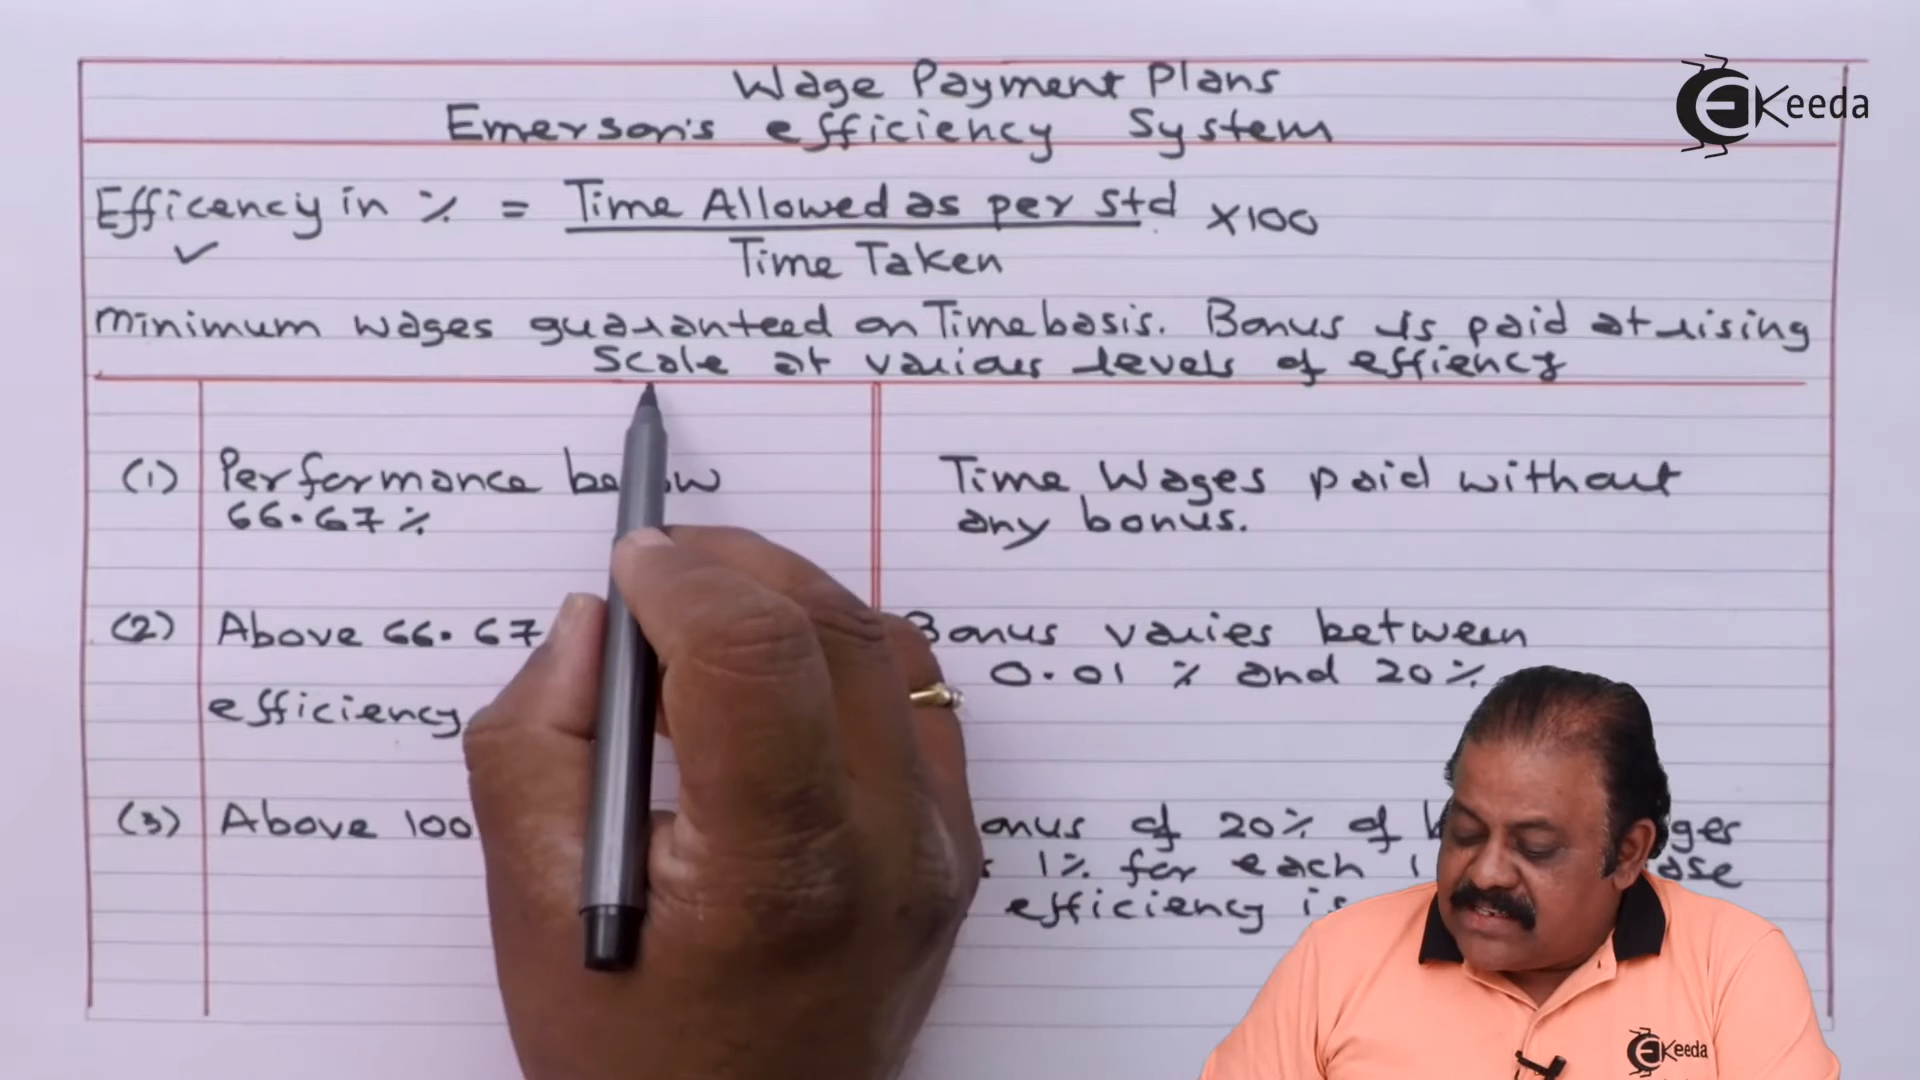 Wage Payment Plans
Emerson's efficiency System
Keeda
Efficency in % = Time Allowed as per Std × 100
Time Taken
Minimum wages guaranteed on Time basis. Bonus is paid at rising
Scale at various levels of effiency
(1) Performance
66.67%
Time Wages paid without
any bonus.
(2) Above 66.67
efficiency
Bonus varies between
0.01 % and 20%
(3) Above 100
of 20% of
1% for each
efficiency
Keeda